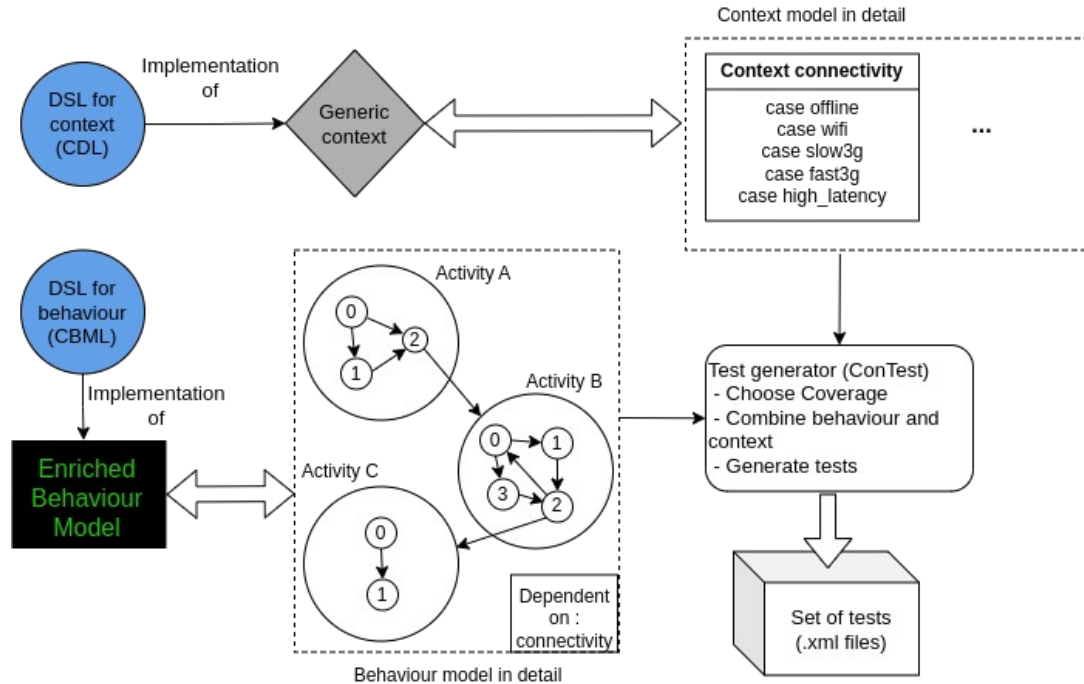 Context model in detail
Implementation
of
DSL for
context
(CDL)
Generic
context
Context connectivity
case offline
case wifi
case slow3g
case fast3g
case high_latency
...
DSL for
behaviour
(CBML)
Implementation
of
Enriched
Behaviour
Model
Activity A
0
1
2
Activity B
0
1
3
2
Activity C
0
1
Dependent
on :
connectivity
Behaviour model in detail
Test generator (ConTest)
- Choose Coverage
- Combine behaviour and
context
- Generate tests
Set of tests
(.xml files)